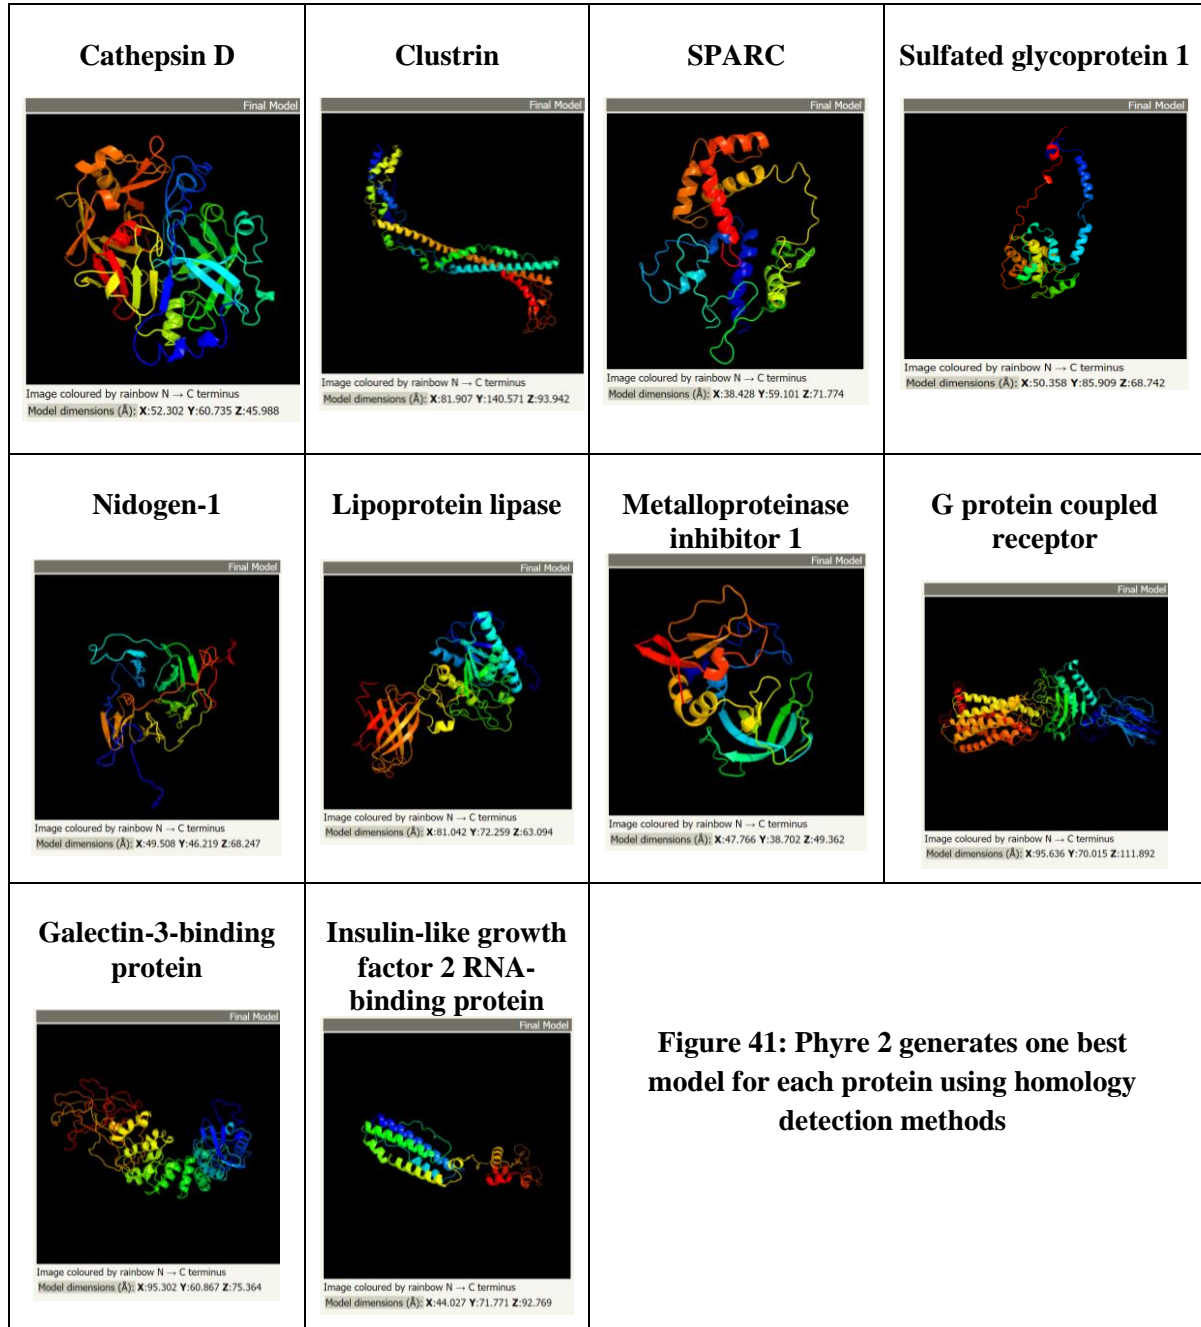 Cathepsin D
Final Model
Image coloured by rainbow N → C terminus
Model dimensions (Å): X:52.302 Y:60.735 Z:45.988
Clustrin
Final Model
Image coloured by rainbow N → C terminus
Model dimensions (Å): X:81.907 Y:140.571 Z:93.942
SPARC
Final Model
Image coloured by rainbow N → C terminus
Model dimensions (Å): X:38.428 Y:59.101 Z:71.774
Sulfated glycoprotein 1
Final Model
Image coloured by rainbow N → C terminus
Model dimensions (Å): X:50.358 Y:85.909 Z:68.742
Nidogen-1
Final Model
Image coloured by rainbow N → C terminus
Model dimensions (Å): X:49.508 Y:46.219 Z:68.247
Lipoprotein lipase
Final Model
Image coloured by rainbow N → C terminus
Model dimensions (Å): X:81.042 Y:72.259 Z:63.094
Metalloproteinase
inhibitor 1
Final Model
Image coloured by rainbow N → C terminus
Model dimensions (Å): X:47.766 Y:38.702 Z:49.362
G protein coupled
receptor
Final Model
Image coloured by rainbow N → C terminus
Model dimensions (Å): X:95.636 Y:70.015 Z:111.892
Galectin-3-binding
protein
Final Model
Image coloured by rainbow N → C terminus
Model dimensions (Å): X:95.302 Y:60.867 Z:75.364
Insulin-like growth
factor 2 RNA-
binding protein
Final Model
Image coloured by rainbow N → C terminus
Model dimensions (Å): X:44.027 Y:71.771 Z:92.769
Figure 41: Phyre 2 generates one best
model for each protein using homology
detection methods